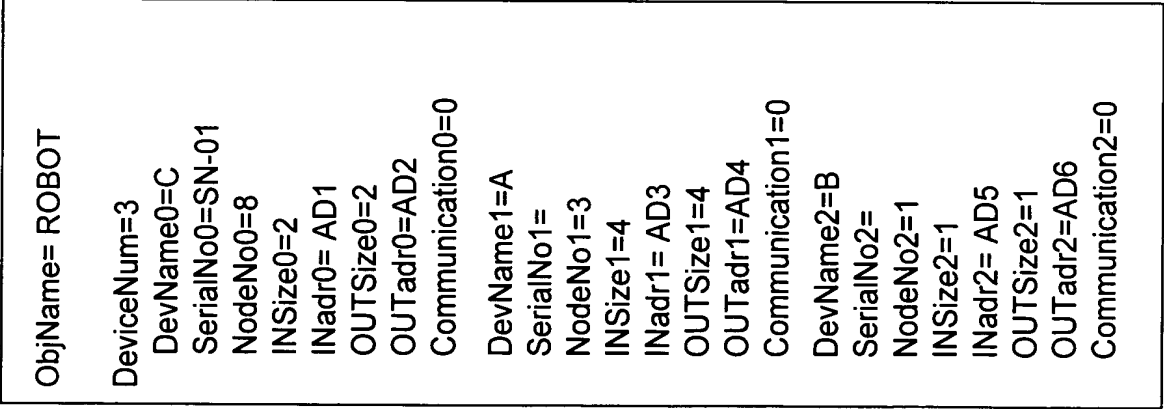 ObjName= ROBOT
DeviceNum=3
DevName0=C
SerialNo0=SN-01
NodeNo0=8
INSize0=2
INadr0= AD1
OUTSize0=2
OUTadr0=AD2
Communication0=0
DevName1=A
SerialNo1=
NodeNo1=3
INSize1=4
INadr1= AD3
OUTSize1=4
OUTadr1=AD4
Communication1=0
DevName2=B
SerialNo2=
NodeNo2=1
INSize2=1
INadr2= AD5
OUTSize2=1
OUTadr2=AD6
Communication2=0